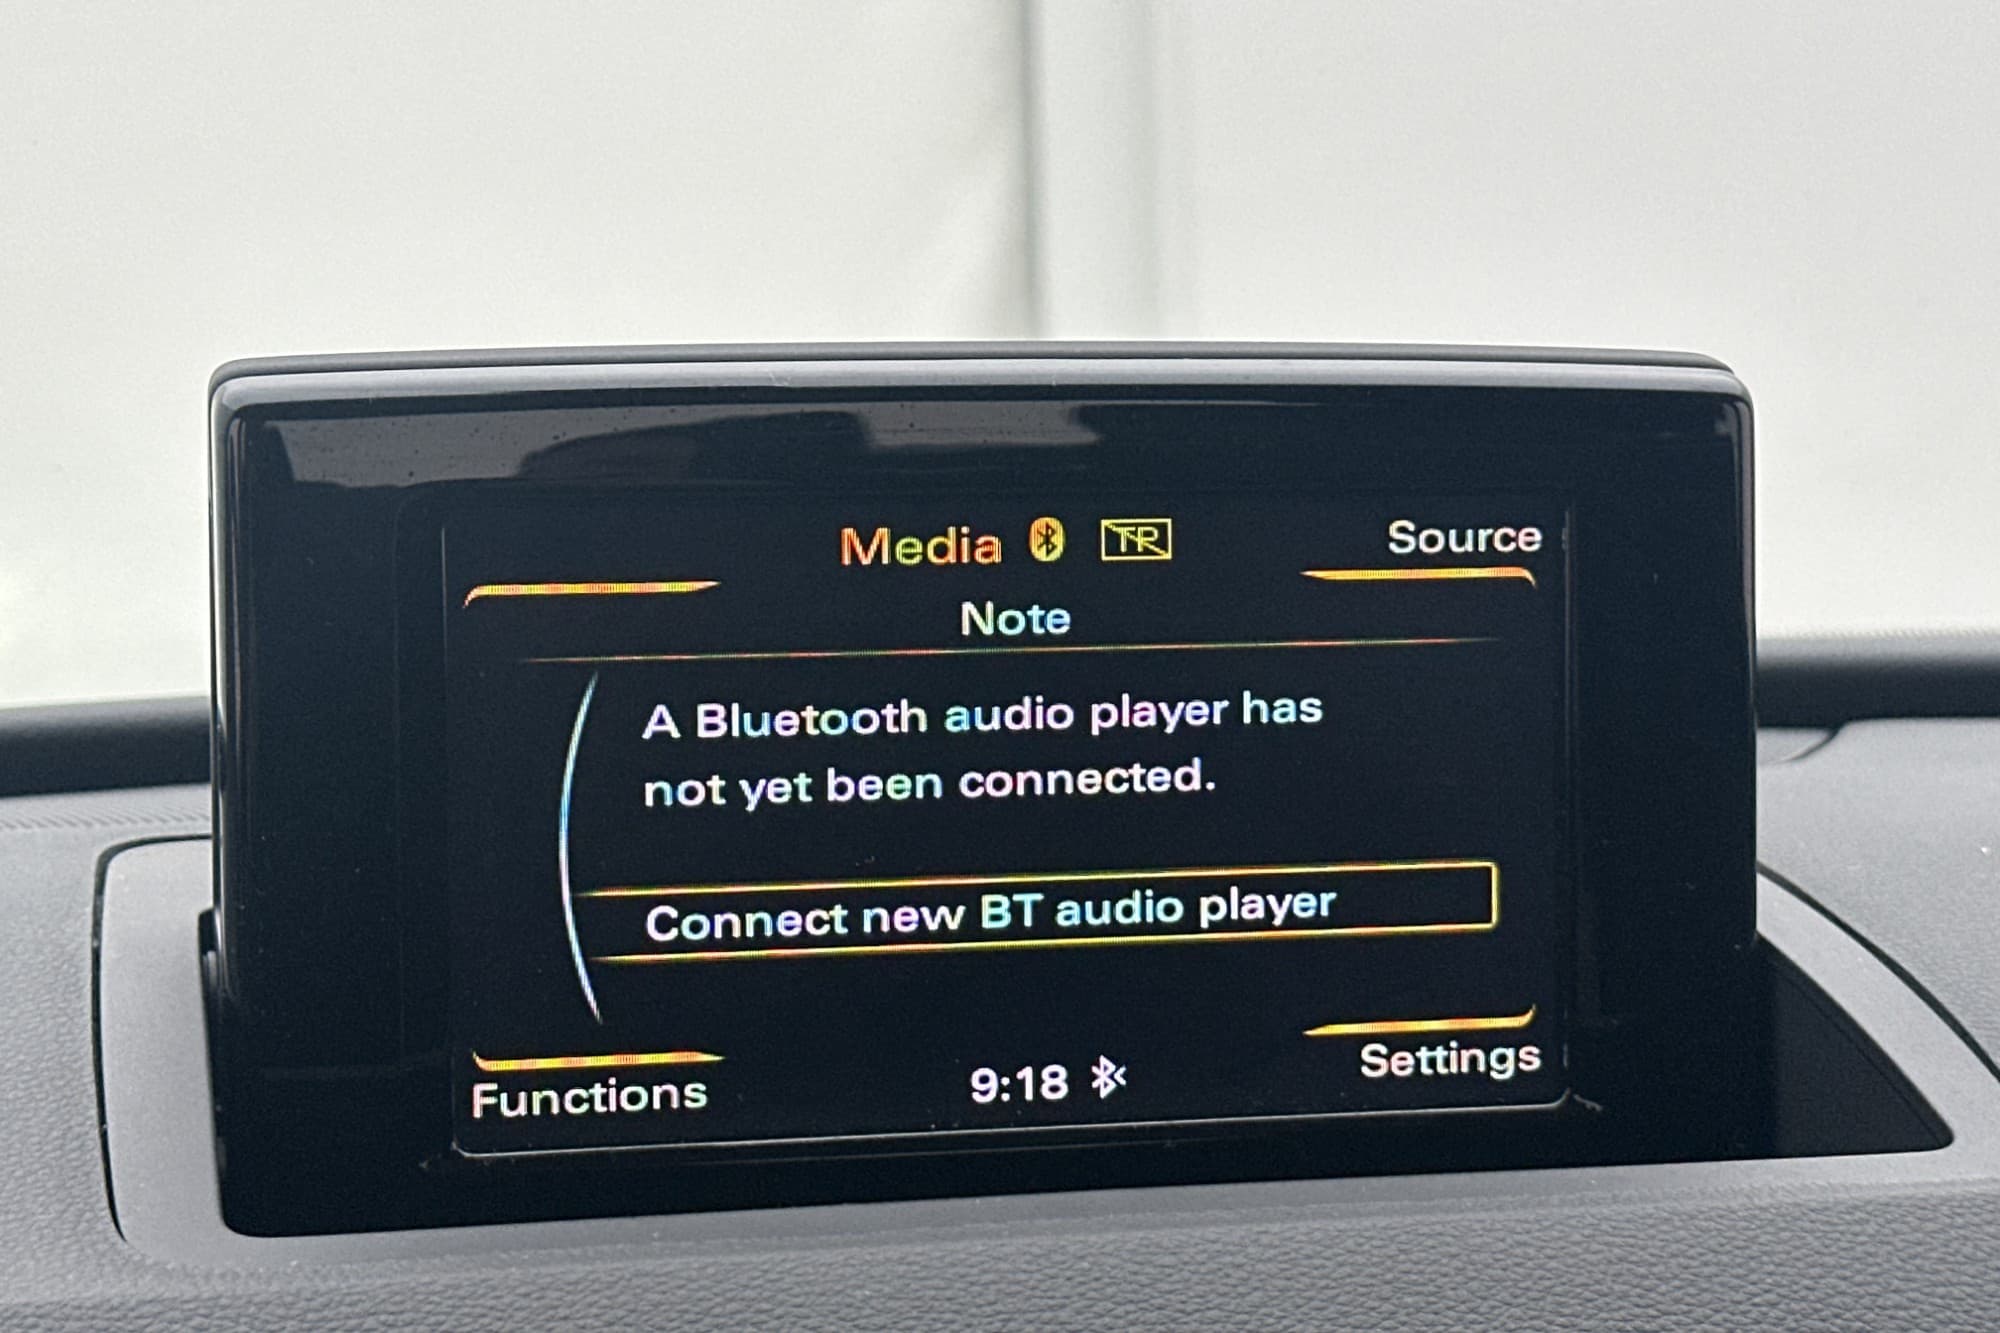 Media TP
Source
Note
A Bluetooth audio player has
not yet been connected.
Connect new BT audio player
Functions
9:18
Settings